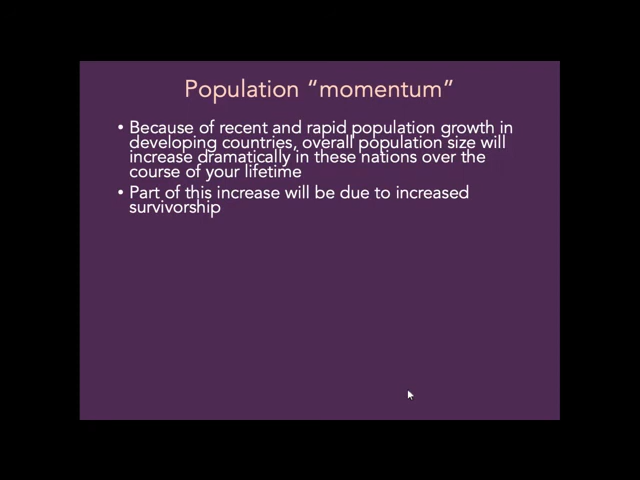 Population “momentum”
• Because of recent and rapid population growth in
developing countries, overall population size will
increase dramatically in these nations over the
course of your lifetime
• Part of this increase will be due to increased
survivorship